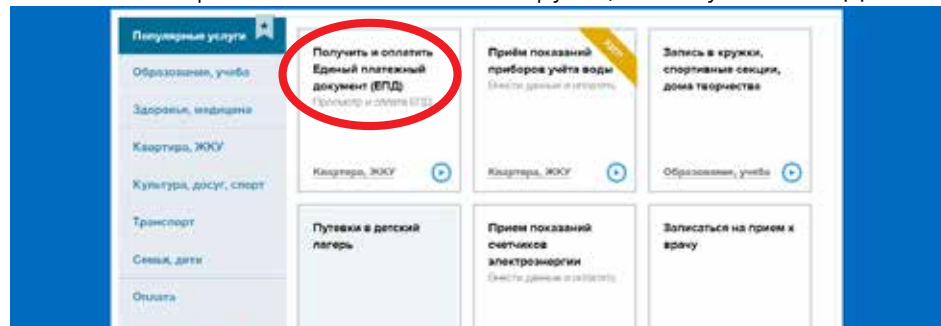 Популярные услуги
Образование, учеба
Здоровье, медицина
Квартира, ЖКУ
Культура, досуг, спорт
Транспорт
Семья, дети
Оплата
Получить и оплатить
Единый платежный
документ (ЕПД)
Просмотр и оплата ЕПД
Квартира, ЖКУ
Приём показаний
приборов учёта воды
Внести данные и оплатить
Квартира, ЖКУ
Запись в кружки,
спортивные секции,
дома творчества
Образование, учеба
Путевки в детский
лагерь
Прием показаний
счетчиков
электроэнергии
Внести данные и оплатить
Записаться на прием к
врачу